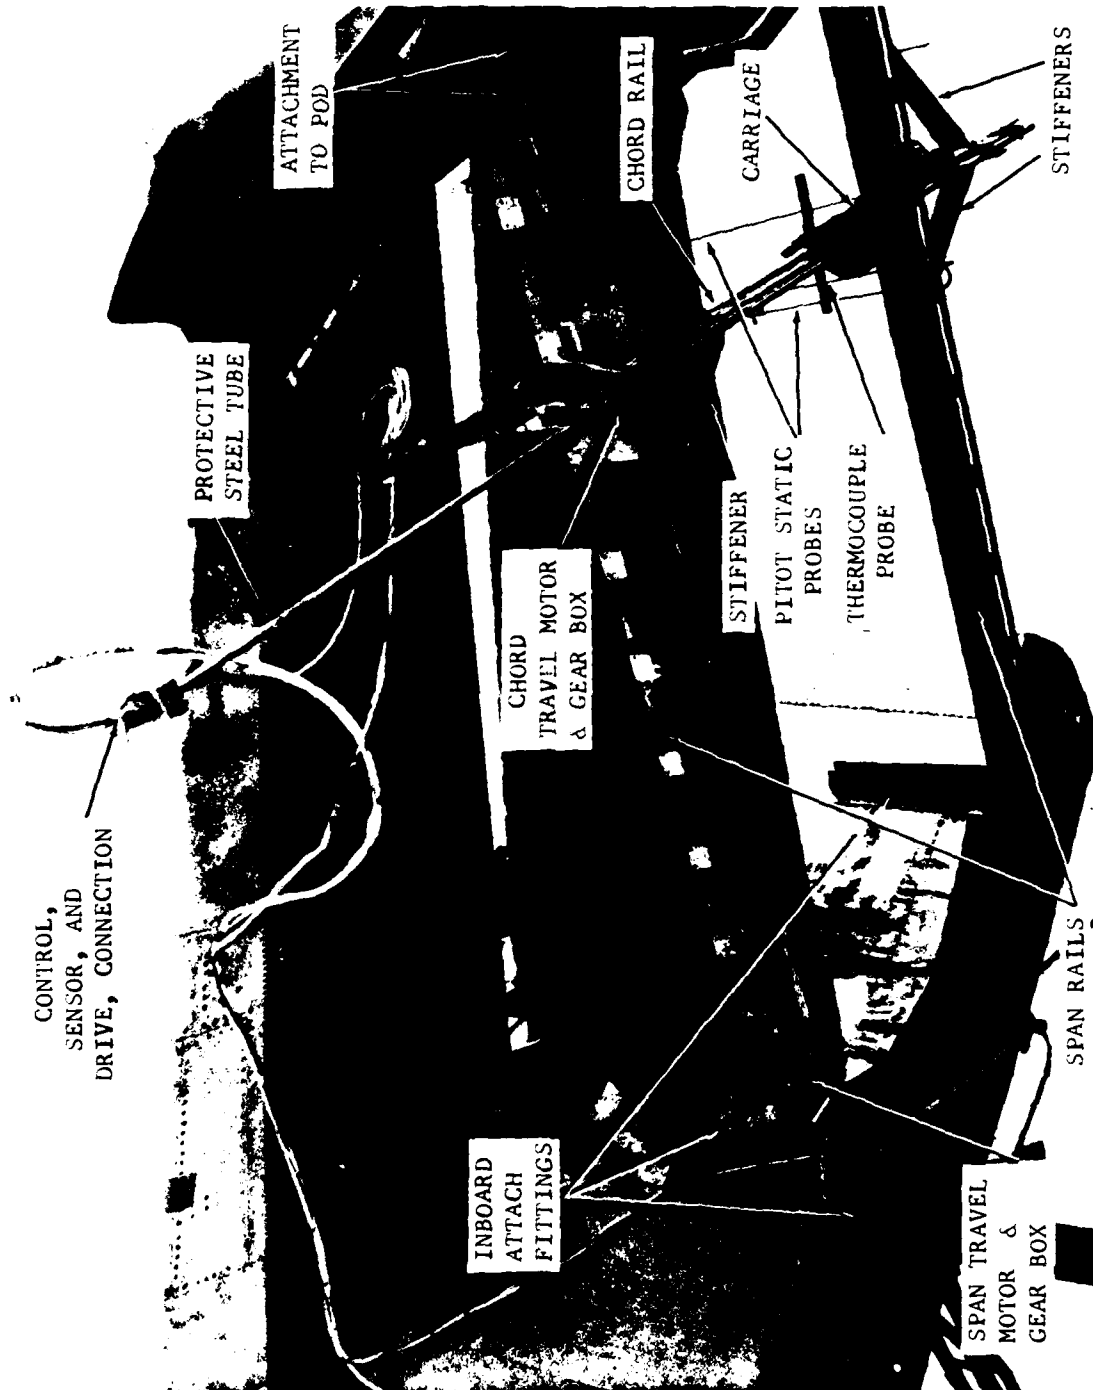 CONTROL,
SENSOR, AND
DRIVE, CONNECTION
PROTECTIVE
STEEL TUBE
ATTACHMENT
TO POD
INBOARD
ATTACH
FITTINGS
CHORD
TRAVEL MOTOR
& GEAR BOX
CHORD RAIL
STIFFENER
CARRIAGE
PITOT STATIC
PROBES
THERMOCOUPLE
PROBE
SPAN TRAVEL
MOTOR &
GEAR BOX
SPAN RAILS
STIFFENERS